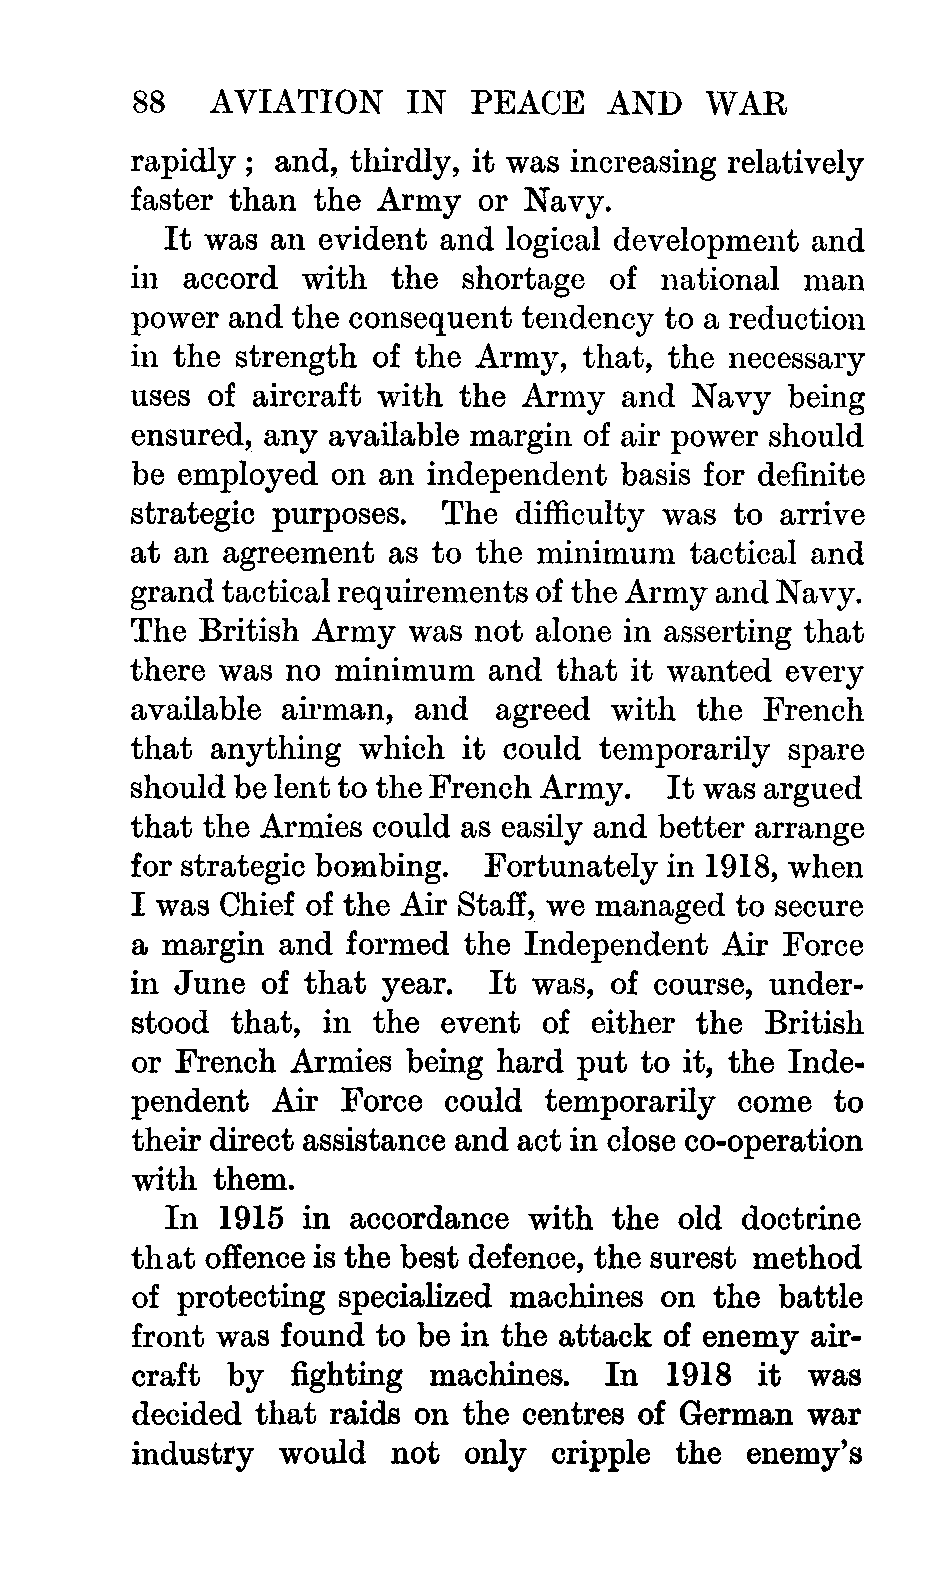 88 AVIATION IN PEACE AND WAR
rapidly ; and, thirdly, it was increasing relatively
faster than the Army or Navy.
It was an evident and logical development and
in accord with the shortage of national man
power and the consequent tendency to a reduction
in the strength of the Army, that, the necessary
uses of aircraft with the Army and Navy being
ensured, any available margin of air power should
be employed on an independent basis for definite
strategic purposes. The difficulty was to arrive
at an agreement as to the minimum tactical and
grand tactical requirements of the Army and Navy.
The British Army was not alone in asserting that
there was no minimum and that it wanted every
available airman, and agreed with the French
that anything which it could temporarily spare
should be lent to the French Army. It was argued
that the Armies could as easily and better arrange
for strategic bombing. Fortunately in 1918, when
I was Chief of the Air Staff, we managed to secure
a margin and formed the Independent Air Force
in June of that year. It was, of course, under-
stood that, in the event of either the British
or French Armies being hard put to it, the Inde-
pendent Air Force could temporarily come to
their direct assistance and act in close co-operation
with them.
In 1915 in accordance with the old doctrine
that offence is the best defence, the surest method
of protecting specialized machines on the battle
front was found to be in the attack of enemy air-
craft by fighting machines. In 1918 it was
decided that raids on the centres of German war
industry would not only cripple the enemy's